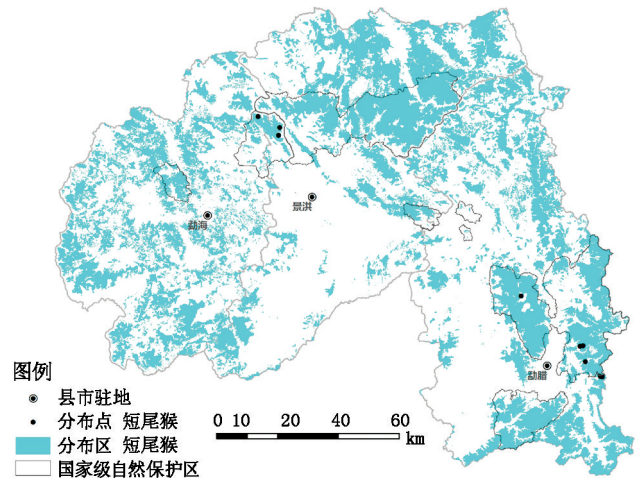 景洪
勐海
勐腊
图例
县市驻地
分布点 短尾猴
分布区 短尾猴
国家级自然保护区
0 10 20 40 60
km